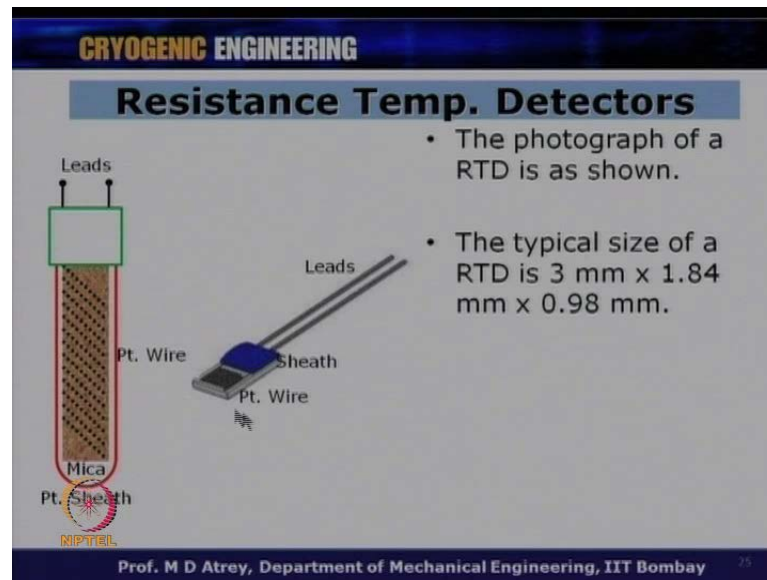 CRYOGENIC ENGINEERING
Resistance Temp. Detectors
Leads
Pt. Wire
Mica
Pt. Sheath
Leads
Sheath
Pt. Wire
• The photograph of a
RTD is as shown.
• The typical size of a
RTD is 3 mm x 1.84
mm x 0.98 mm.
NPTEL
Prof. M D Atrey, Department of Mechanical Engineering, IIT Bombay
25